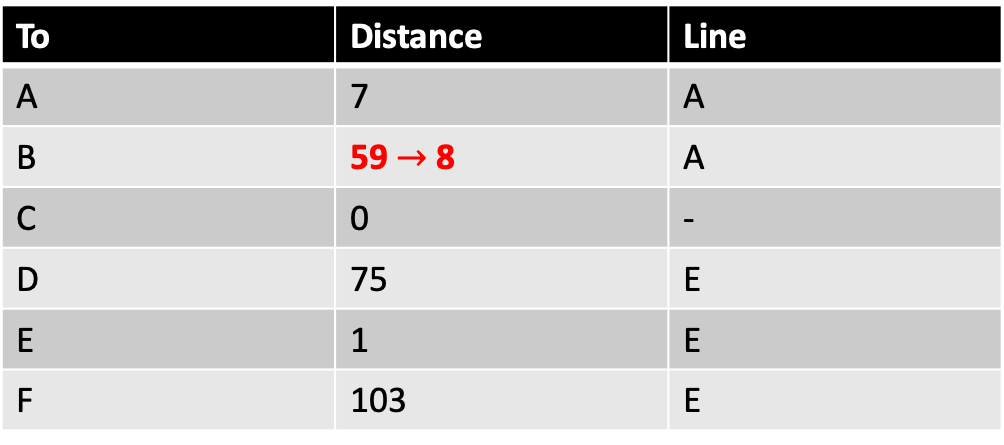 To Distance Line
A 7 A
B 59 → 8 A
C 0 -
D 75 E
E 1 E
F 103 E